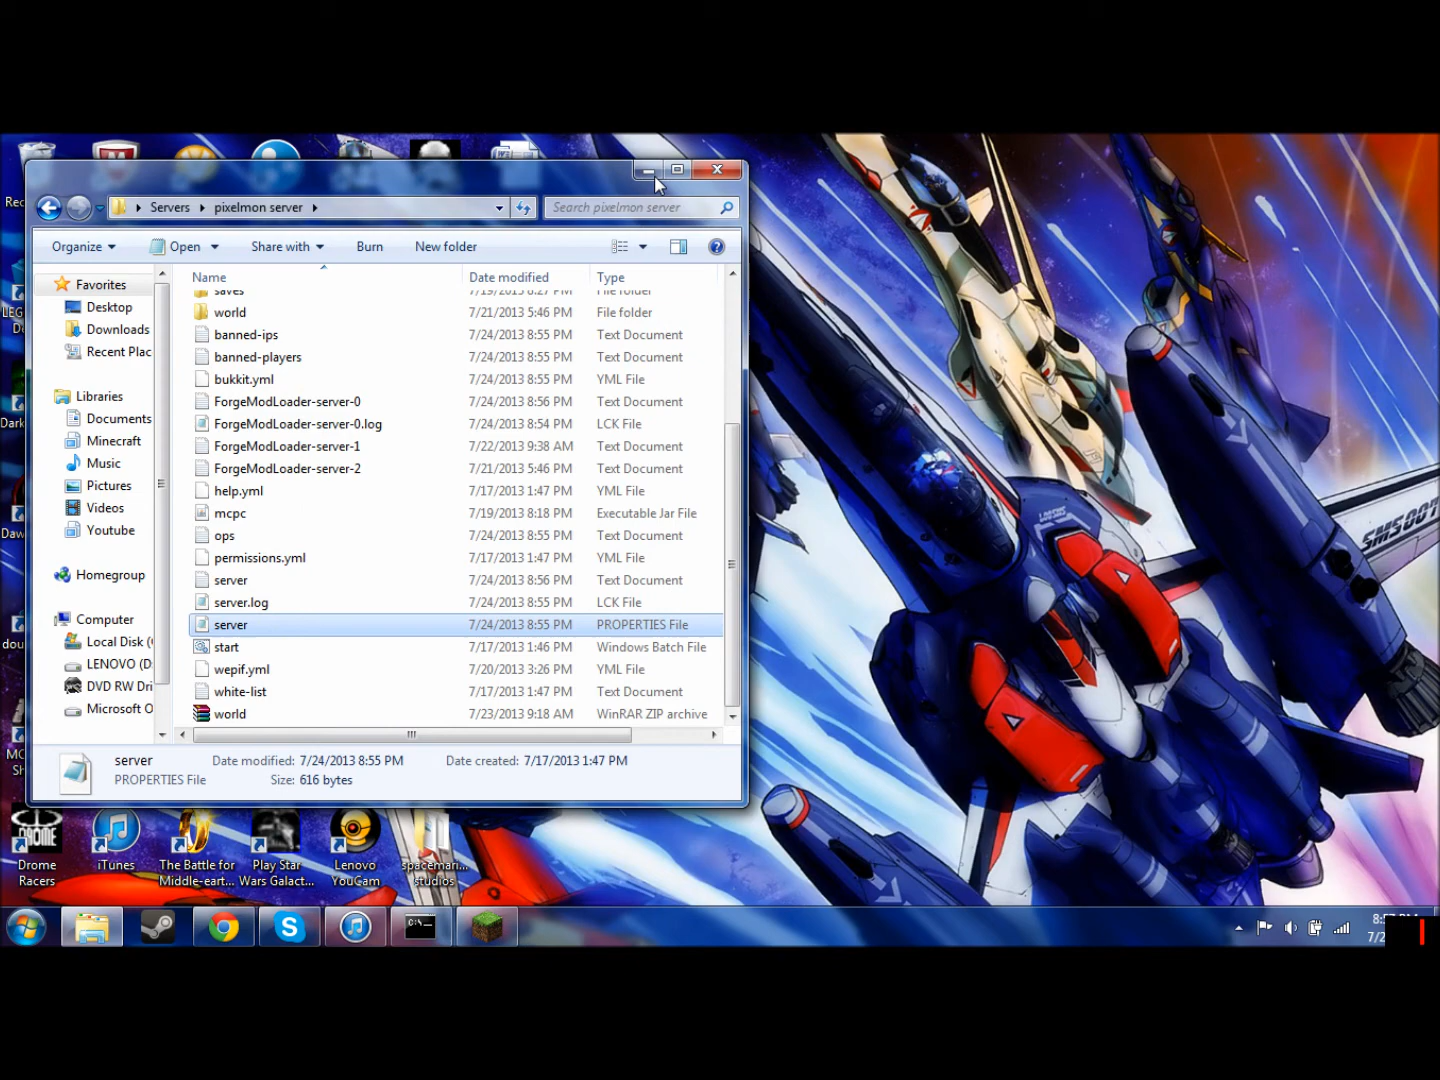 Servers pixelmon server
Search pixelmon server
Organize Open Share with Burn New folder
Name Date modified Type
saves 7/19/2013 8:27 PM File folder
world 7/21/2013 5:46 PM File folder
banned-ips 7/24/2013 8:55 PM Text Document
banned-players 7/24/2013 8:55 PM Text Document
bukkit.yml 7/24/2013 8:55 PM YML File
ForgeModLoader-server-0 7/24/2013 8:56 PM Text Document
ForgeModLoader-server-0.log 7/24/2013 8:54 PM LCK File
ForgeModLoader-server-1 7/22/2013 9:38 AM Text Document
ForgeModLoader-server-2 7/21/2013 5:46 PM Text Document
help.yml 7/17/2013 1:47 PM YML File
mcpc 7/19/2013 8:18 PM Executable Jar File
ops 7/24/2013 8:55 PM Text Document
permissions.yml 7/17/2013 1:47 PM YML File
server 7/24/2013 8:56 PM Text Document
server.log 7/24/2013 8:55 PM LCK File
server 7/24/2013 8:55 PM PROPERTIES File
start 7/17/2013 1:46 PM Windows Batch File
wepif.yml 7/20/2013 3:26 PM YML File
white-list 7/17/2013 1:47 PM Text Document
world 7/23/2013 9:18 AM WinRAR ZIP archive
Favorites
Desktop
Downloads
Recent Plac
Libraries
Documents
Minecraft
Music
Pictures
Videos
Youtube
Homegroup
Computer
Local Disk (
LENOVO (D:
DVD RW Dri
Microsoft O
server Date modified: 7/24/2013 8:55 PM Date created: 7/17/2013 1:47 PM
PROPERTIES File Size: 616 bytes
Rec
LEG
D
Dark
Daw
dou
MC
Sh
SMS007
DROME
Drome
Racers
iTunes
The Battle for
Middle-eart...
Play Star
Wars Galact...
Lenovo
YouCam
spacemari...
studios
C:\